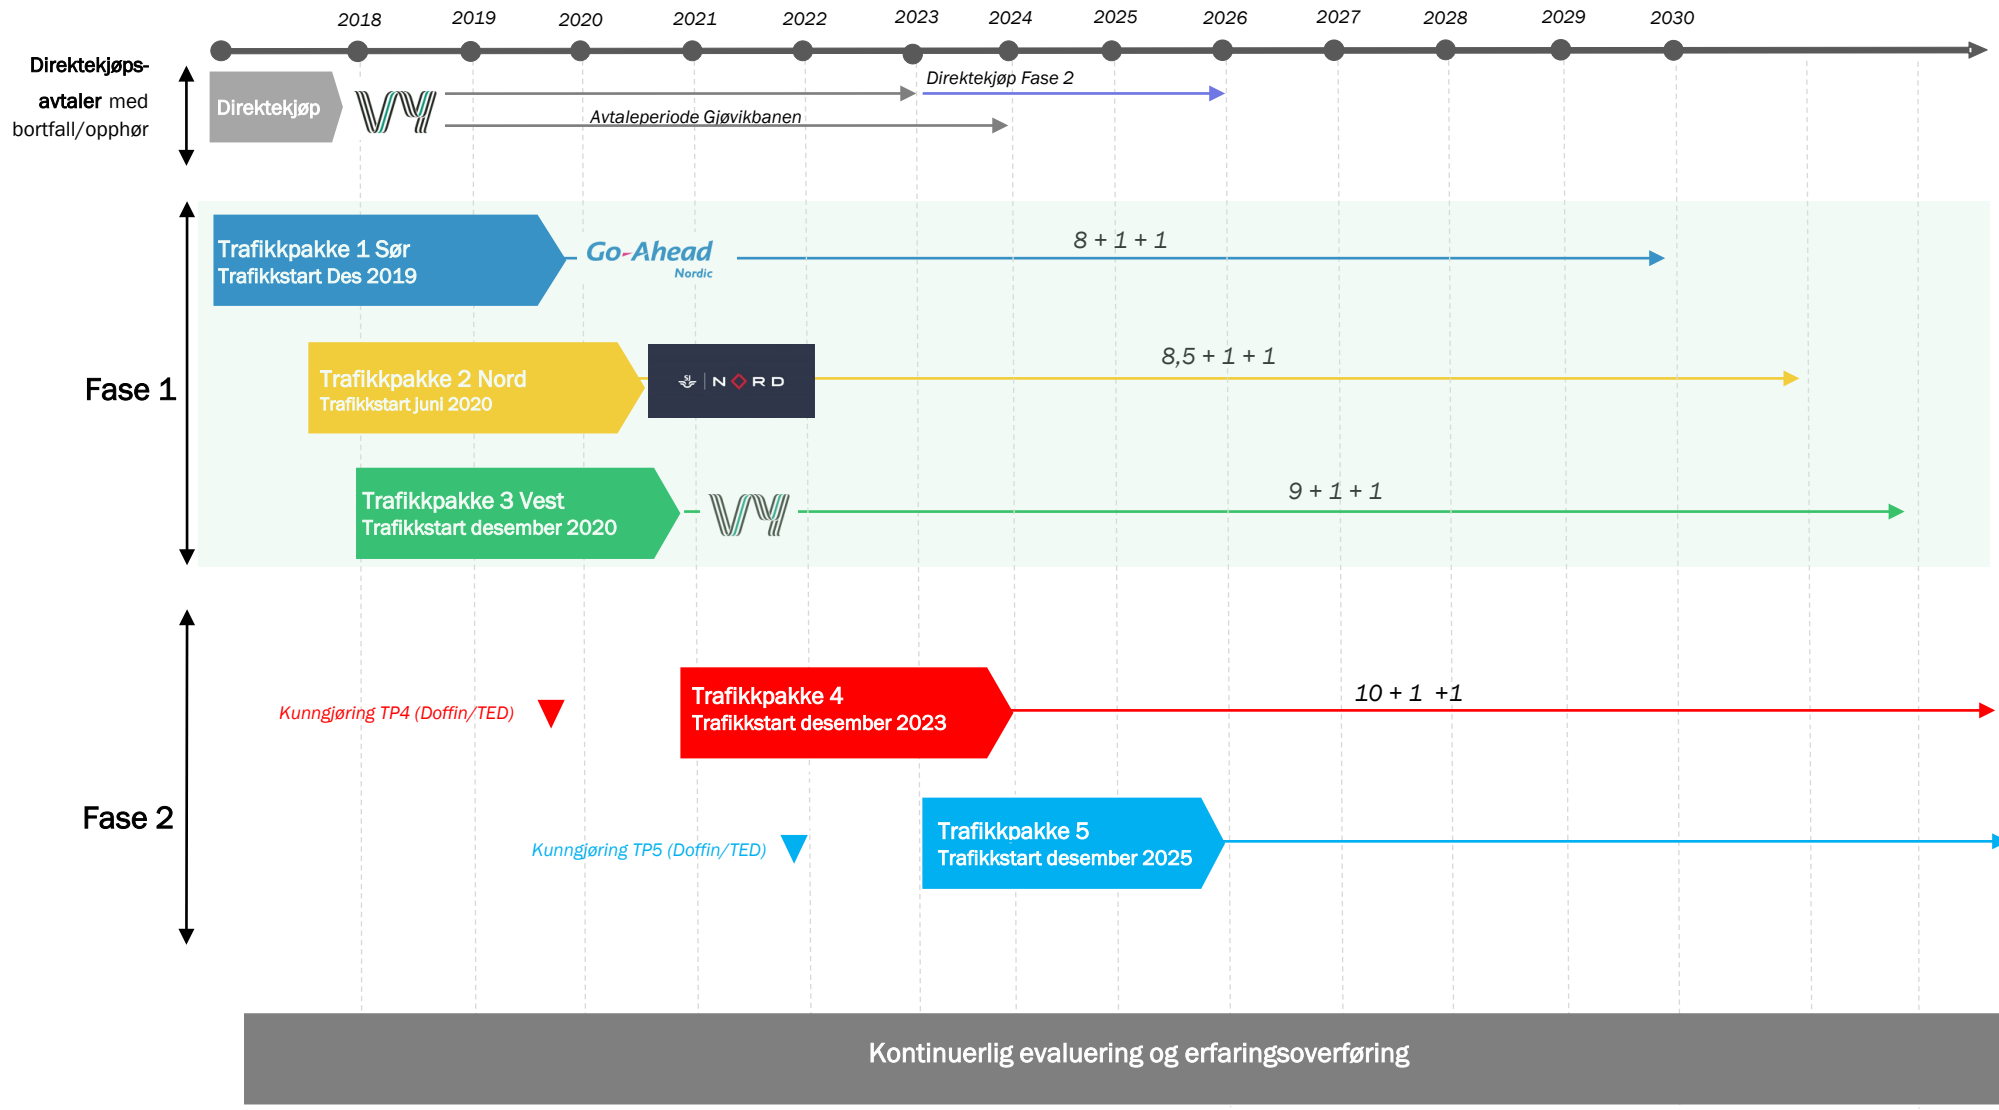 2018 2019 2020 2021 2022 2023 2024 2025 2026 2027 2028 2029 2030
Direktekjøps-
avtaler med
bortfall/opphør
Direktekjøp
VY
Direktekjøp Fase 2
Avtaleperiode Gjøvikbanen
Fase 1
Trafikkpakke 1 Sør
Trafikkstart Des 2019
Go-Ahead
Nordic
8 + 1 + 1
Trafikkpakke 2 Nord
Trafikkstart juni 2020
SJ NORD
8,5 + 1 + 1
Trafikkpakke 3 Vest
Trafikkstart desember 2020
VY
9 + 1 + 1
Fase 2
Kunngjøring TP4 (Doffin/TED)
Trafikkpakke 4
Trafikkstart desember 2023
10 + 1 +1
Kunngjøring TP5 (Doffin/TED)
Trafikkpakke 5
Trafikkstart desember 2025
Kontinuerlig evaluering og erfaringsoverføring